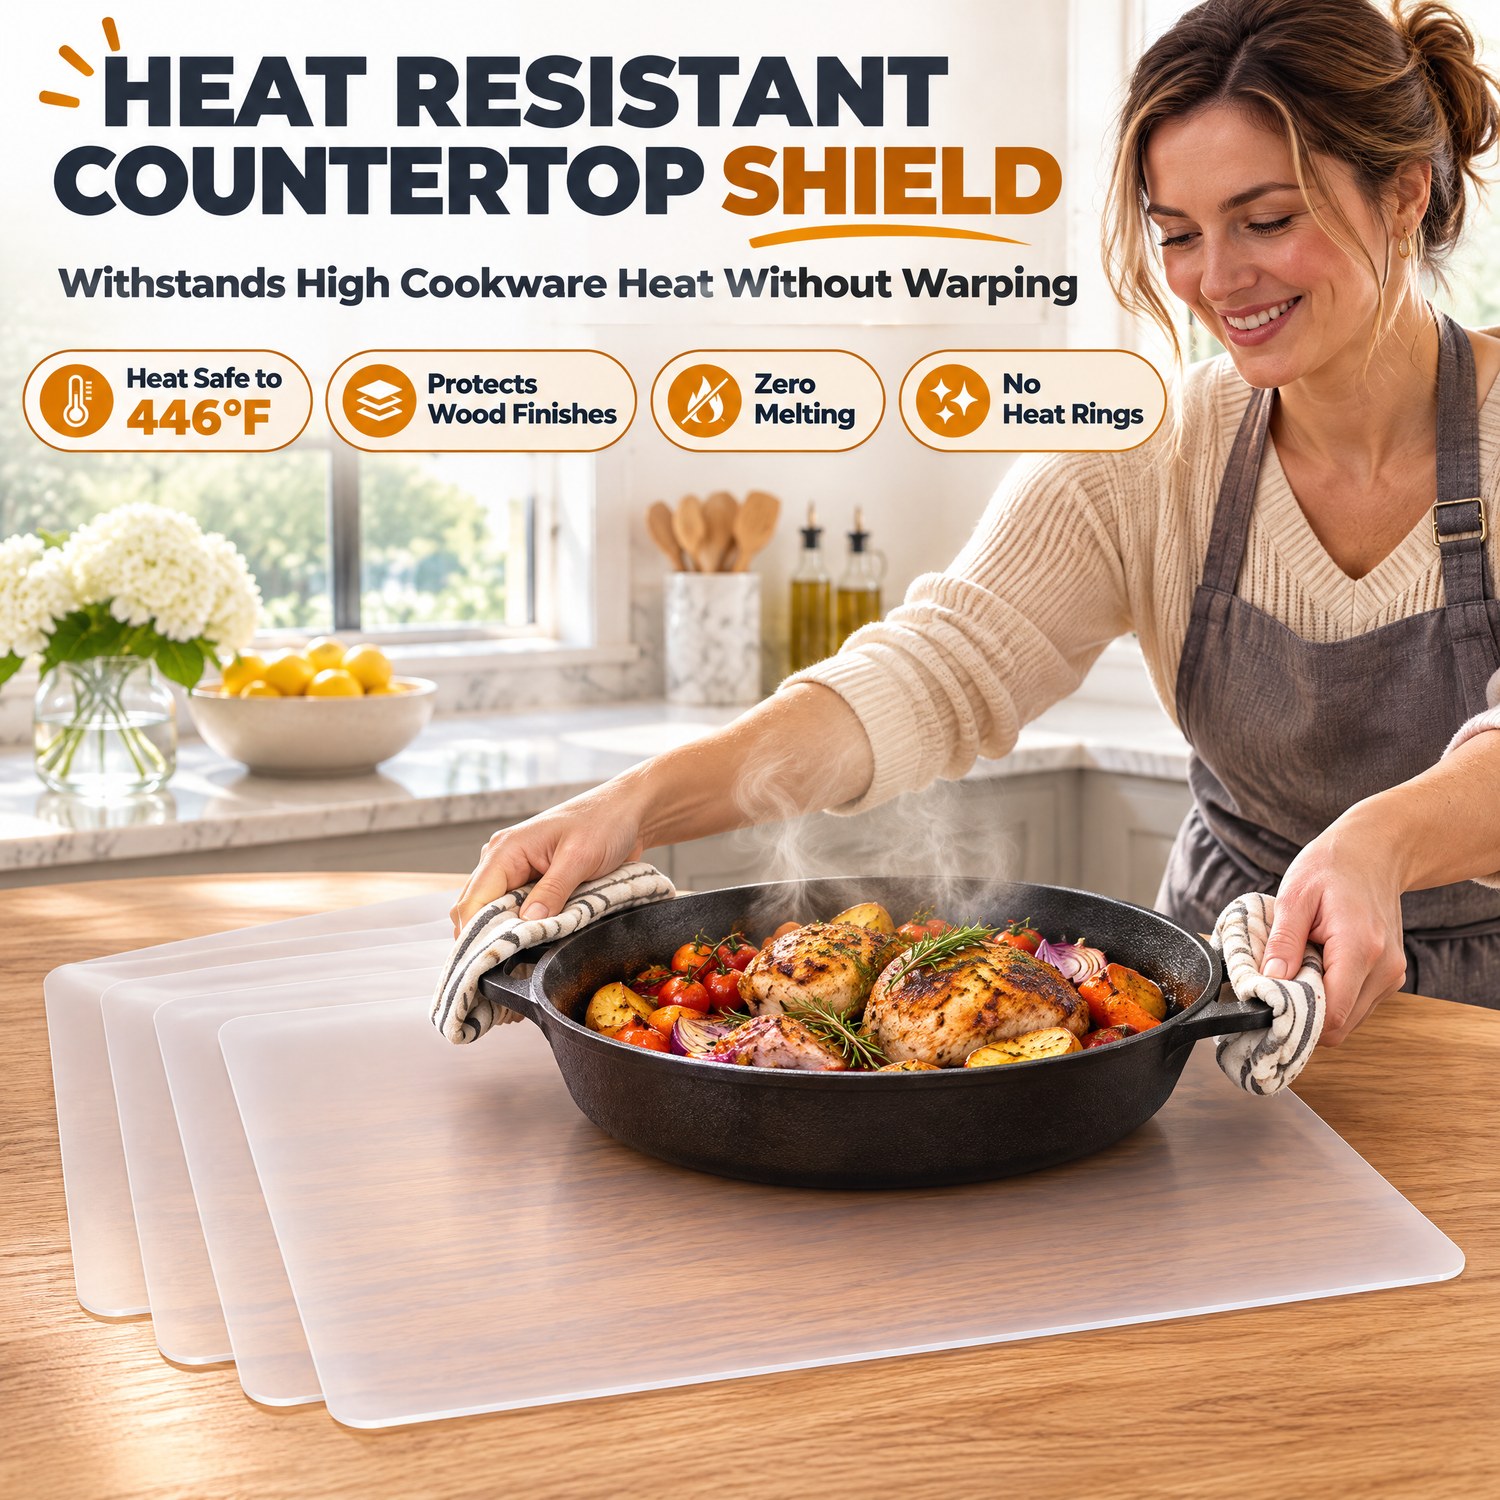 HEAT RESISTANT
COUNTERTOP SHIELD
Withstands High Cookware Heat Without Warping
Heat Safe to
446°F
Protects
Wood Finishes
Zero
Melting
No
Heat Rings